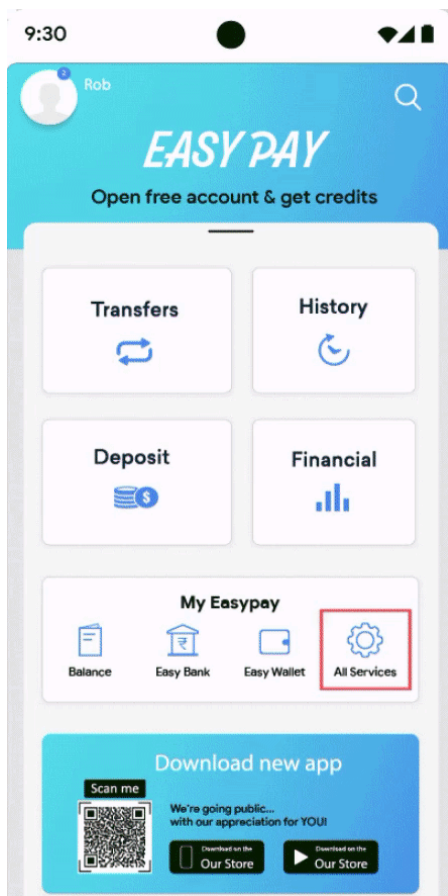 9:30
2
Rob
EASY PAY
Open free account & get credits
Transfers
History
Deposit
$
Financial
My Easypay
₹
Balance
Easy Bank
Easy Wallet
All Services
Download new app
Scan me
We're going public...
with our appreciation for YOU!
Download on the
Our Store
Download on the
Our Store